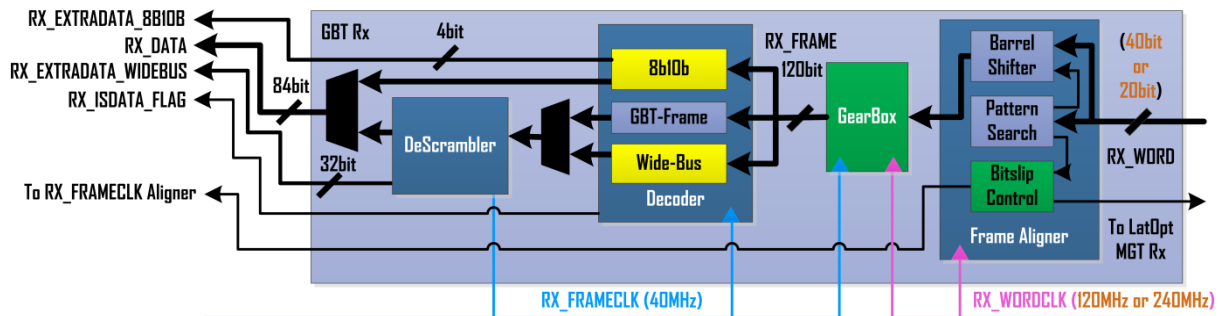 RX_EXTRADATA_8B10B
RX_DATA
RX_EXTRADATA_WIDEBUS
RX_ISDATA_FLAG
To RX_FRAMECLK Aligner
GBT Rx
4bit
84bit
32bit
DeScrambler
8b10b
GBT-Frame
Wide-Bus
Decoder
RX_FRAME
120bit
GearBox
Barrel
Shifter
Pattern
Search
Bitslip
Control
Frame Aligner
(40bit
or
20bit)
RX_WORD
To LatOpt
MGT Rx
RX_FRAMECLK (40MHz)
RX_WORDCLK (120MHz or 240MHz)